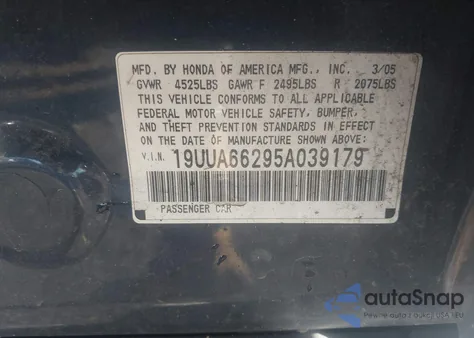 MFD. BY HONDA OF AMERICA MFG., INC. 3/05
GVWR 4525LBS GAWR F 2495LBS R 2075LBS
THIS VEHICLE CONFORMS TO ALL APPLICABLE
FEDERAL MOTOR VEHICLE SAFETY, BUMPER,
AND THEFT PREVENTION STANDARDS IN EFFECT
ON THE DATE OF MANUFACTURE SHOWN ABOVE.
V.I.N. 19UUA66295A039179
PASSENGER CAR
autaSnap